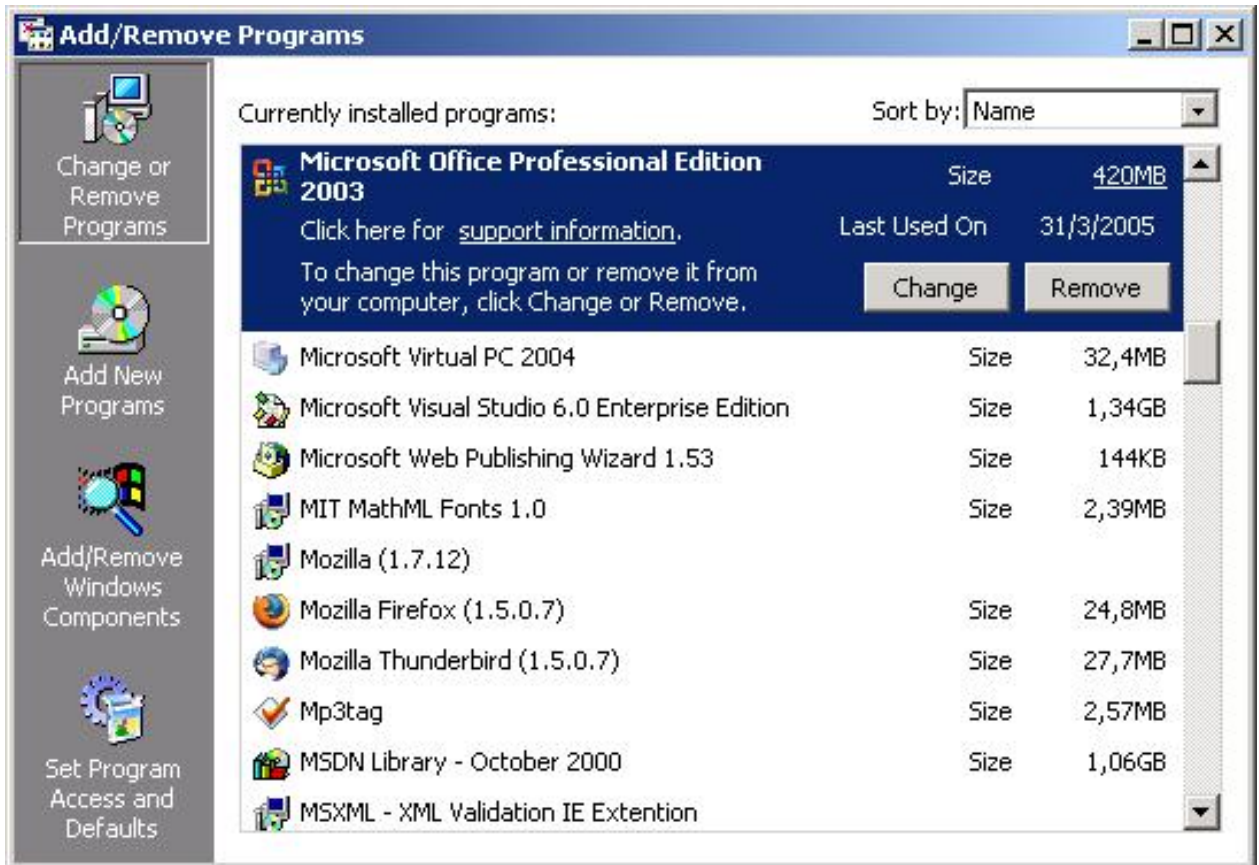 Add/Remove Programs
Change or
Remove
Programs
Add New
Programs
Add/Remove
Windows
Components
Set Program
Access and
Defaults
Currently installed programs:
Sort by: Name
Microsoft Office Professional Edition
2003
Size 420MB
Click here for support information.
Last Used On 31/3/2005
To change this program or remove it from
your computer, click Change or Remove.
Change Remove
Microsoft Virtual PC 2004 Size 32,4MB
Microsoft Visual Studio 6.0 Enterprise Edition Size 1,34GB
Microsoft Web Publishing Wizard 1.53 Size 144KB
MIT MathML Fonts 1.0 Size 2,39MB
Mozilla (1.7.12)
Mozilla Firefox (1.5.0.7) Size 24,8MB
Mozilla Thunderbird (1.5.0.7) Size 27,7MB
Mp3tag Size 2,57MB
MSDN Library - October 2000 Size 1,06GB
MSXML - XML Validation IE Extention